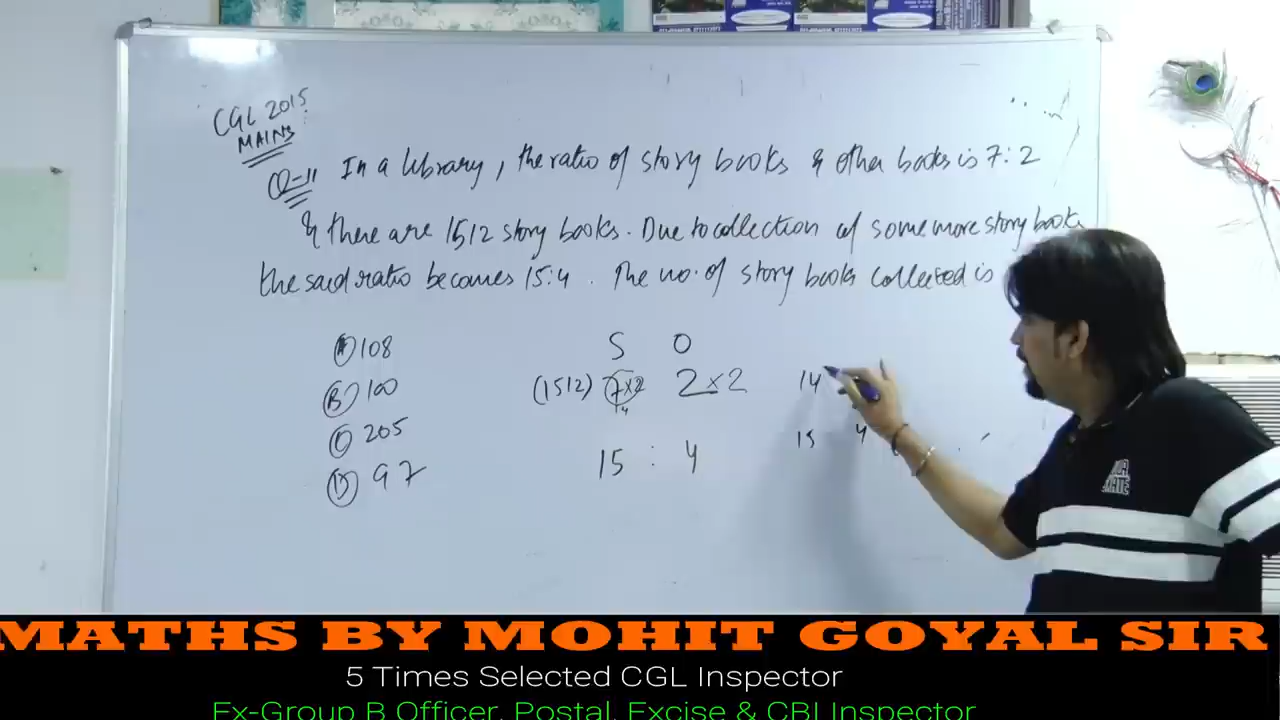 CGL 2015
MAINS
Q-11 In a library, the ratio of story books & other books is 7:2
& there are 1512 story books. Due to collection of some more story books
the said ratio becomes 15:4. The no. of story books collected is
(A) 108
(B) 100
(C) 205
(D) 97
S O
(1512) 7×2 2×2
14
15 : 4
14
15 4
MATHS BY MOHIT GOYAL SIR
5 Times Selected CGL Inspector
Ex-Group B Officer, Postal, Excise & CBI Inspector